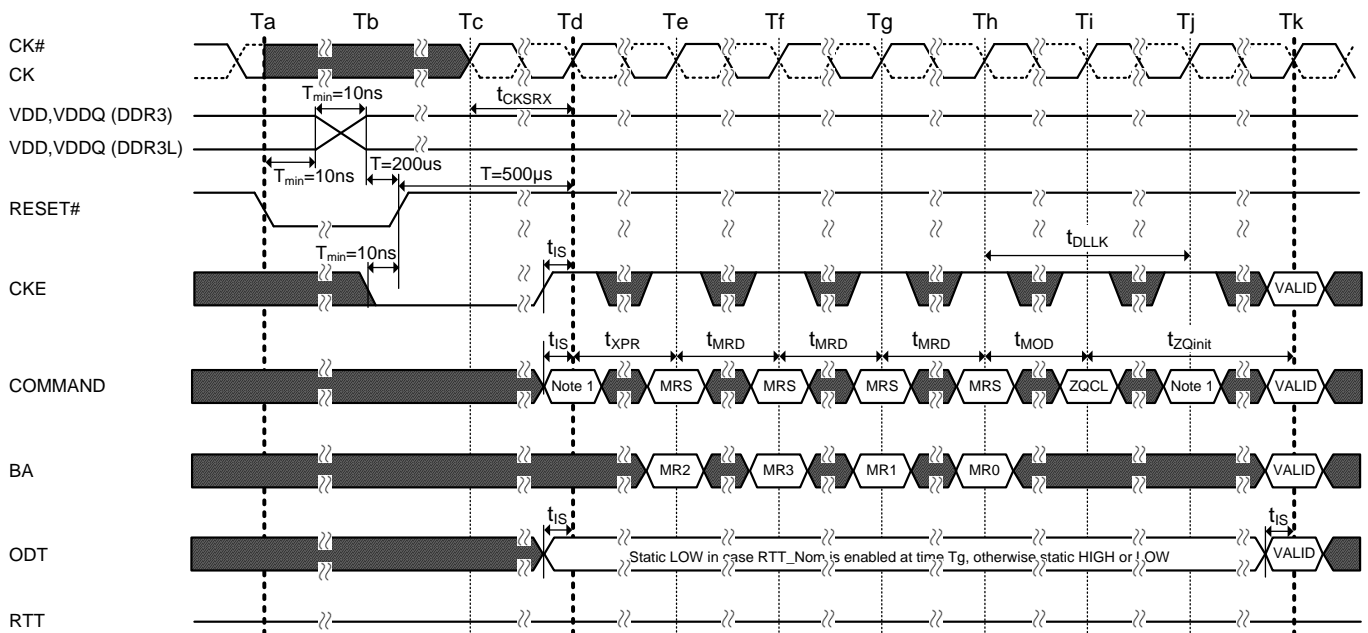 Ta Tb Tc Td Te Tf Tg Th Ti Tj Tk
CK#
CK
Tmin=10ns tCKSRX
VDD,VDDQ (DDR3)
VDD,VDDQ (DDR3L)
Tmin=10ns T=200us T=500µs
RESET#
Tmin=10ns tIS tDLLK
CKE VALID
tIS tXPR tMRD tMRD tMRD tMOD tZQinit
COMMAND Note 1 MRS MRS MRS MRS ZQCL Note 1 VALID
BA MR2 MR3 MR1 MR0 VALID
tIS tIS
ODT Static LOW in case RTT_Nom is enabled at time Tg, otherwise static HIGH or LOW VALID
RTT